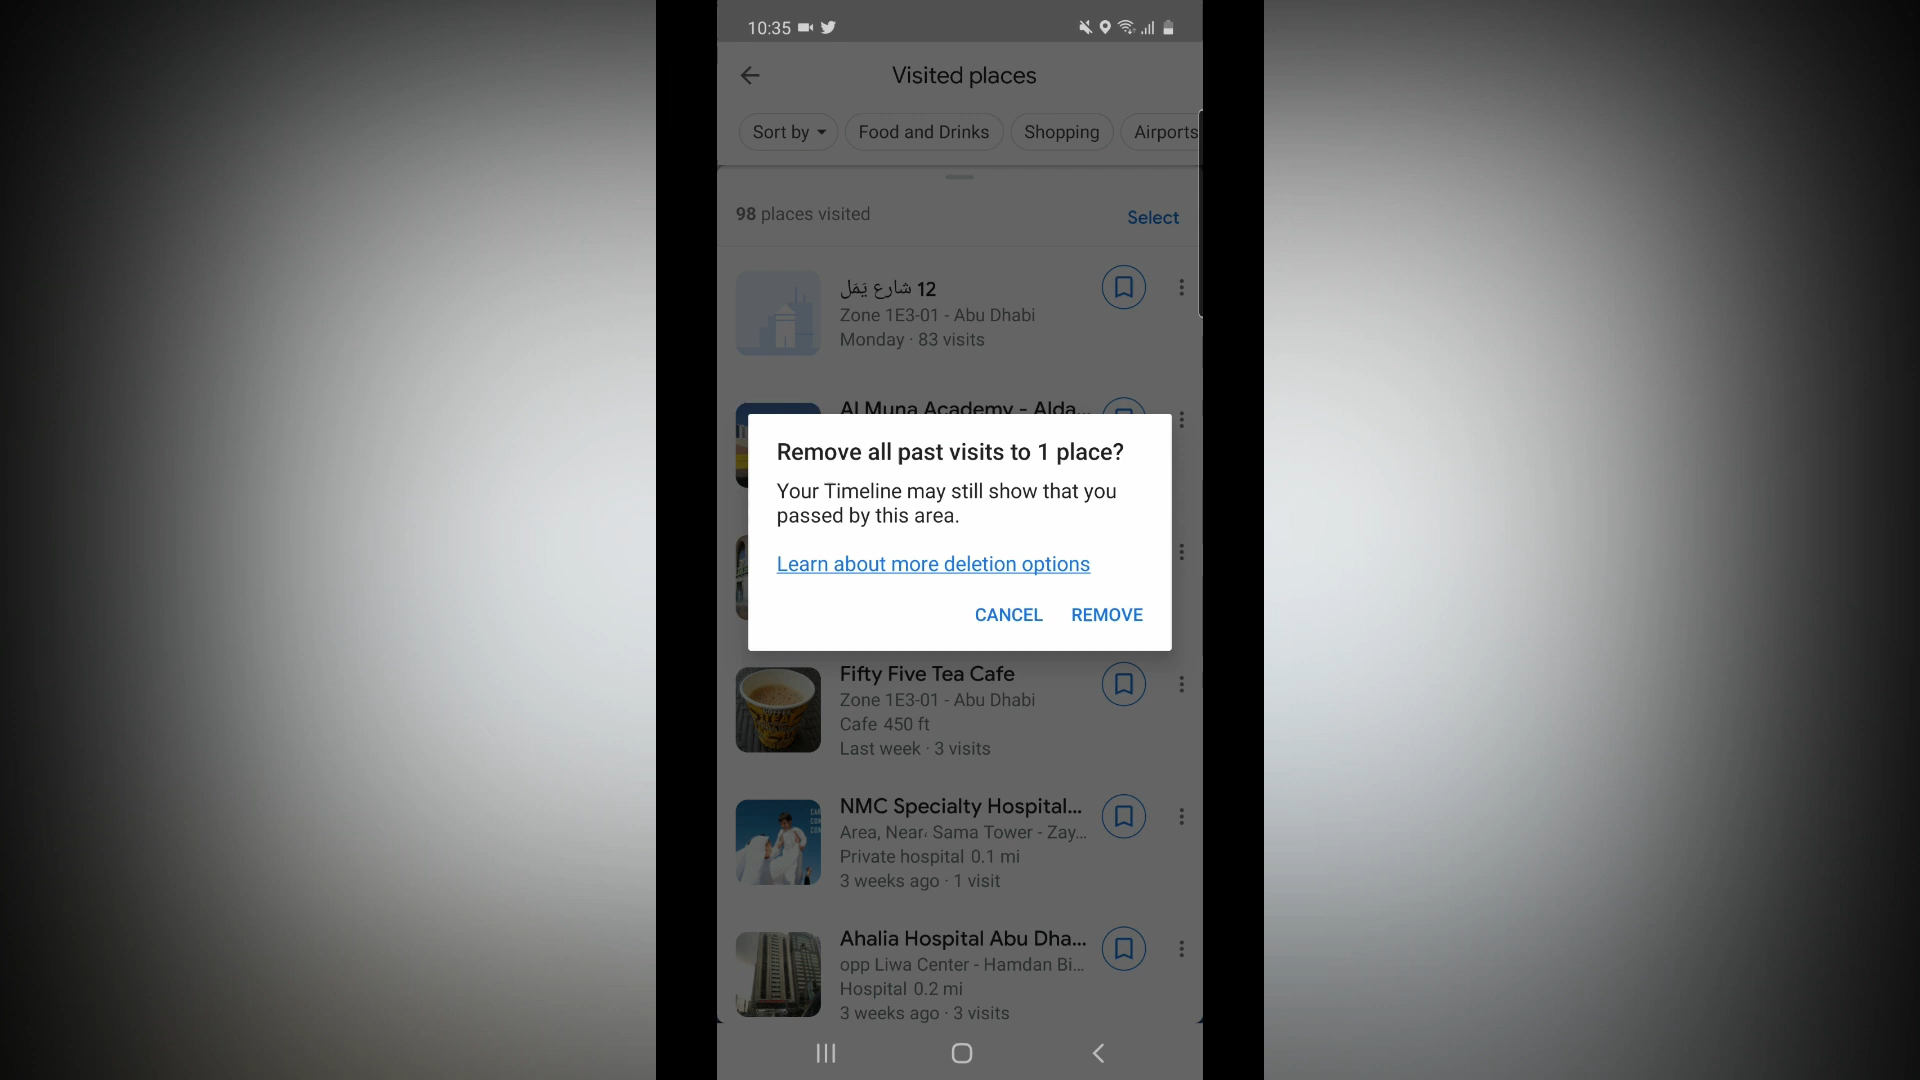 10:35
Visited places
Sort by
Food and Drinks
Shopping
Airports
98 places visited
Select
12 شارع يَمَل
Zone 1E3-01 - Abu Dhabi
Monday · 83 visits
Al Muna Academy - Alda...
Remove all past visits to 1 place?
Your Timeline may still show that you
passed by this area.
Learn about more deletion options
CANCEL
REMOVE
Fifty Five Tea Cafe
Zone 1E3-01 - Abu Dhabi
Cafe 450 ft
Last week · 3 visits
NMC Specialty Hospital...
Area, Near، Sama Tower - Zay...
Private hospital 0.1 mi
3 weeks ago · 1 visit
Ahalia Hospital Abu Dha...
opp Liwa Center - Hamdan Bi...
Hospital 0.2 mi
3 weeks ago · 3 visits